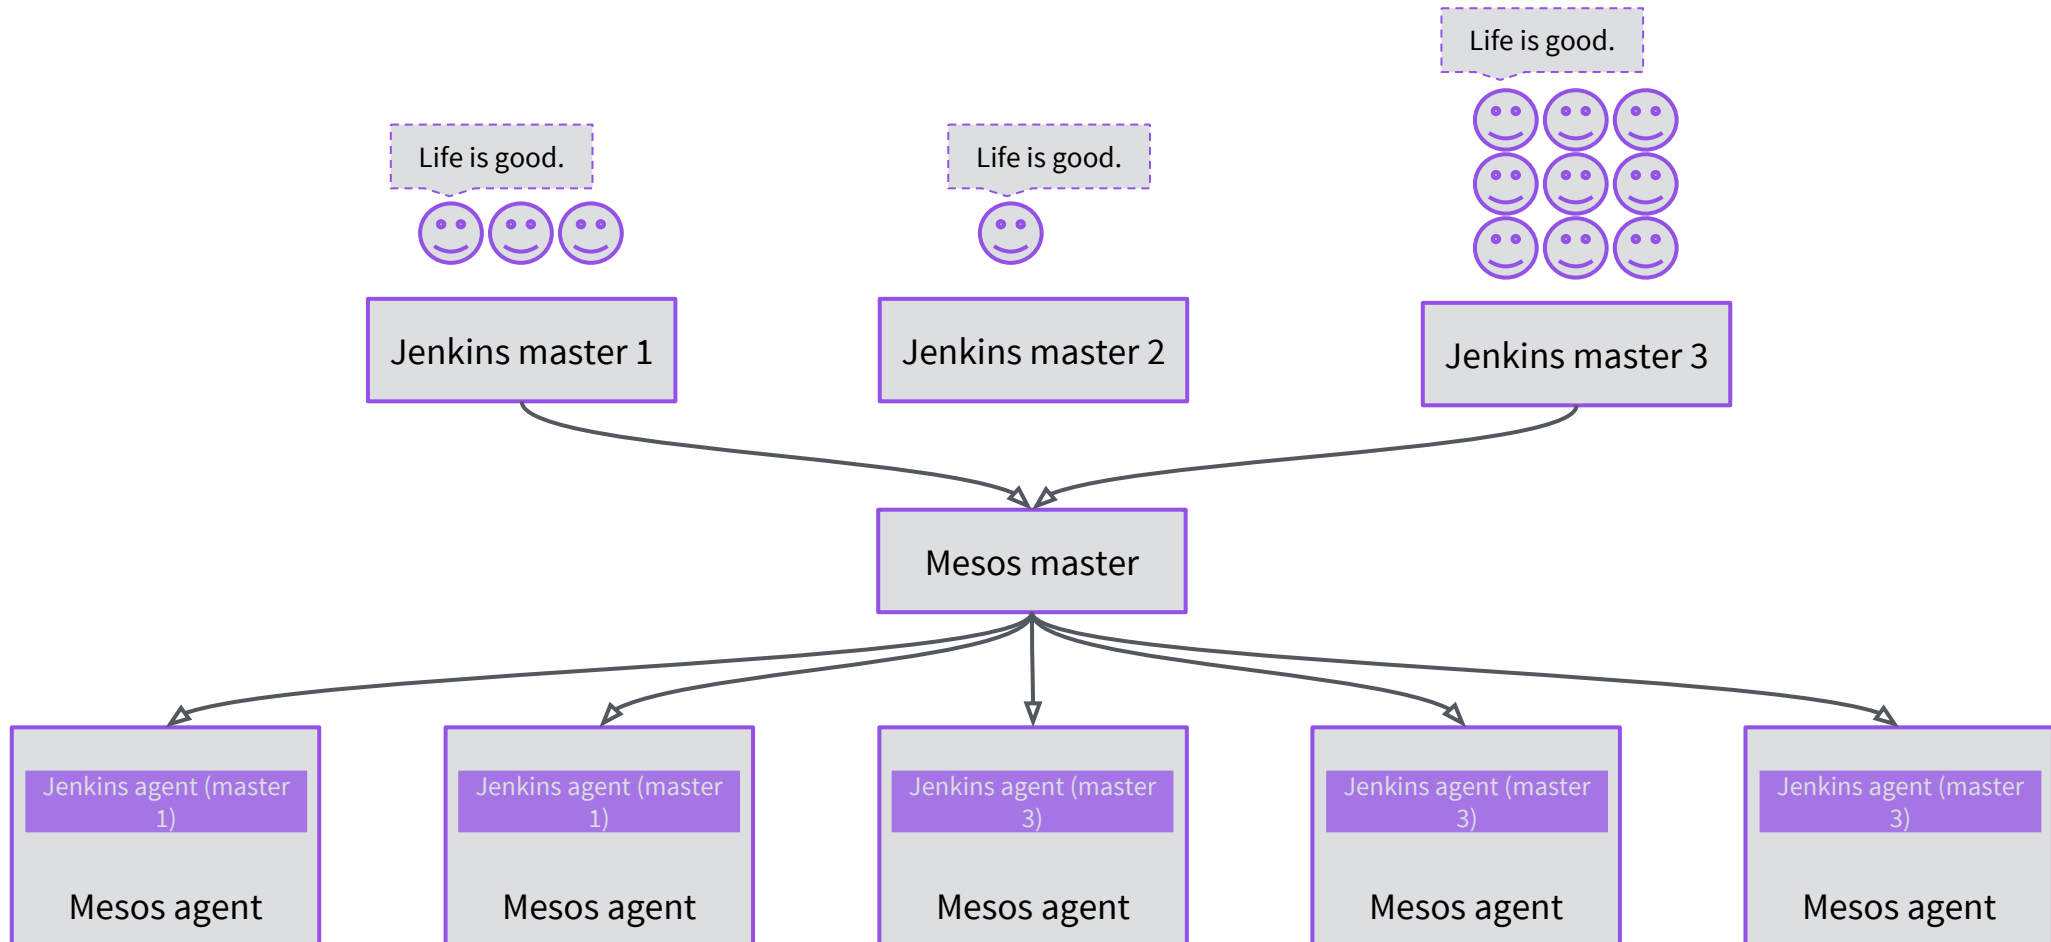 Life is good.
Life is good.
Life is good.
Jenkins master 1
Jenkins master 2
Jenkins master 3
Mesos master
Jenkins agent (master
1)
Mesos agent
Jenkins agent (master
1)
Mesos agent
Jenkins agent (master
3)
Mesos agent
Jenkins agent (master
3)
Mesos agent
Jenkins agent (master
3)
Mesos agent